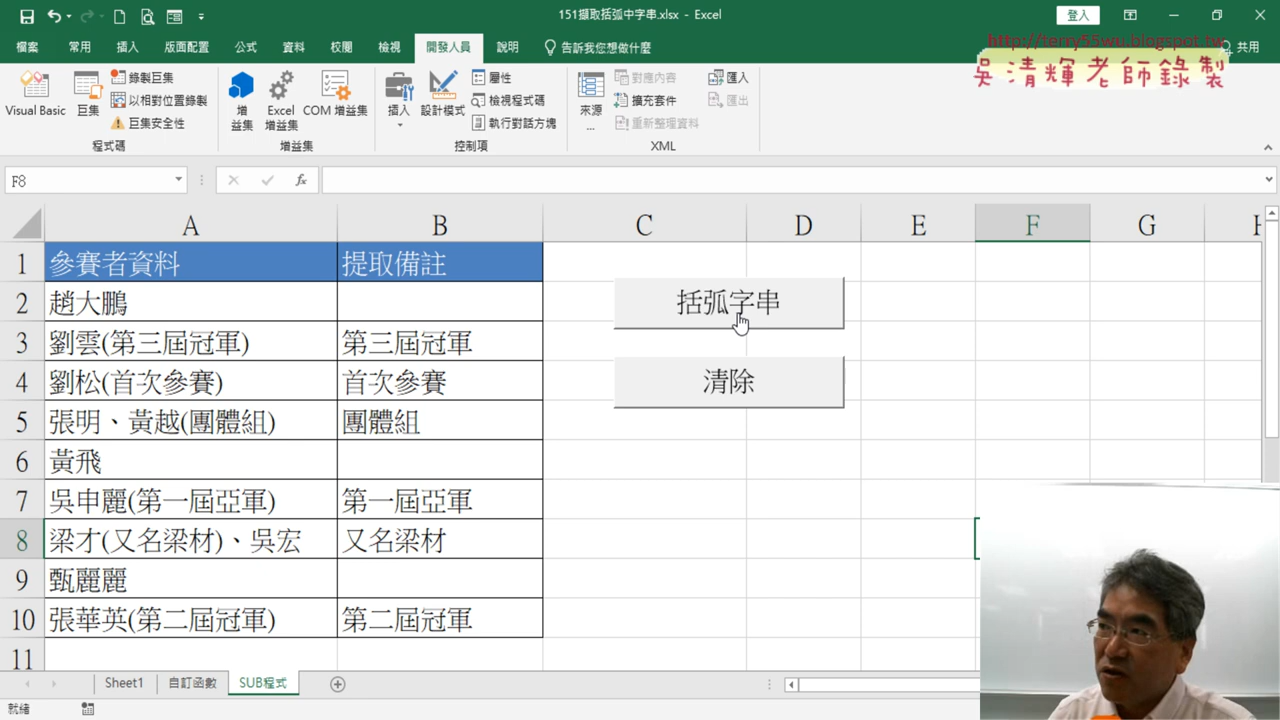 151擷取括弧中字串.xlsx - Excel
登入
檔案 常用 插入 版面配置 公式 資料 校閱 檢視 開發人員 說明 告訴我您想做什麼 共用
http://terry55wu.blogspot.tw
吳清輝老師錄製
Visual Basic
巨集
錄製巨集
以相對位置錄製
巨集安全性
程式碼
增益集
Excel 增益集
COM 增益集
增益集
插入
設計模式
屬性
檢視程式碼
執行對話方塊
控制項
來源
...
對應內容
擴充套件
重新整理資料
匯入
匯出
XML
F8
fx
A B C D E F G H
1 參賽者資料 提取備註
2 趙大鵬
3 劉雲(第三屆冠軍) 第三屆冠軍
4 劉松(首次參賽) 首次參賽
5 張明、黃越(團體組) 團體組
6 黃飛
7 吳申麗(第一屆亞軍) 第一屆亞軍
8 梁才(又名梁材)、吳宏 又名梁材
9 甄麗麗
10 張華英(第二屆冠軍) 第二屆冠軍
11
括弧字串
清除
Sheet1 自訂函數 SUB程式
就緒